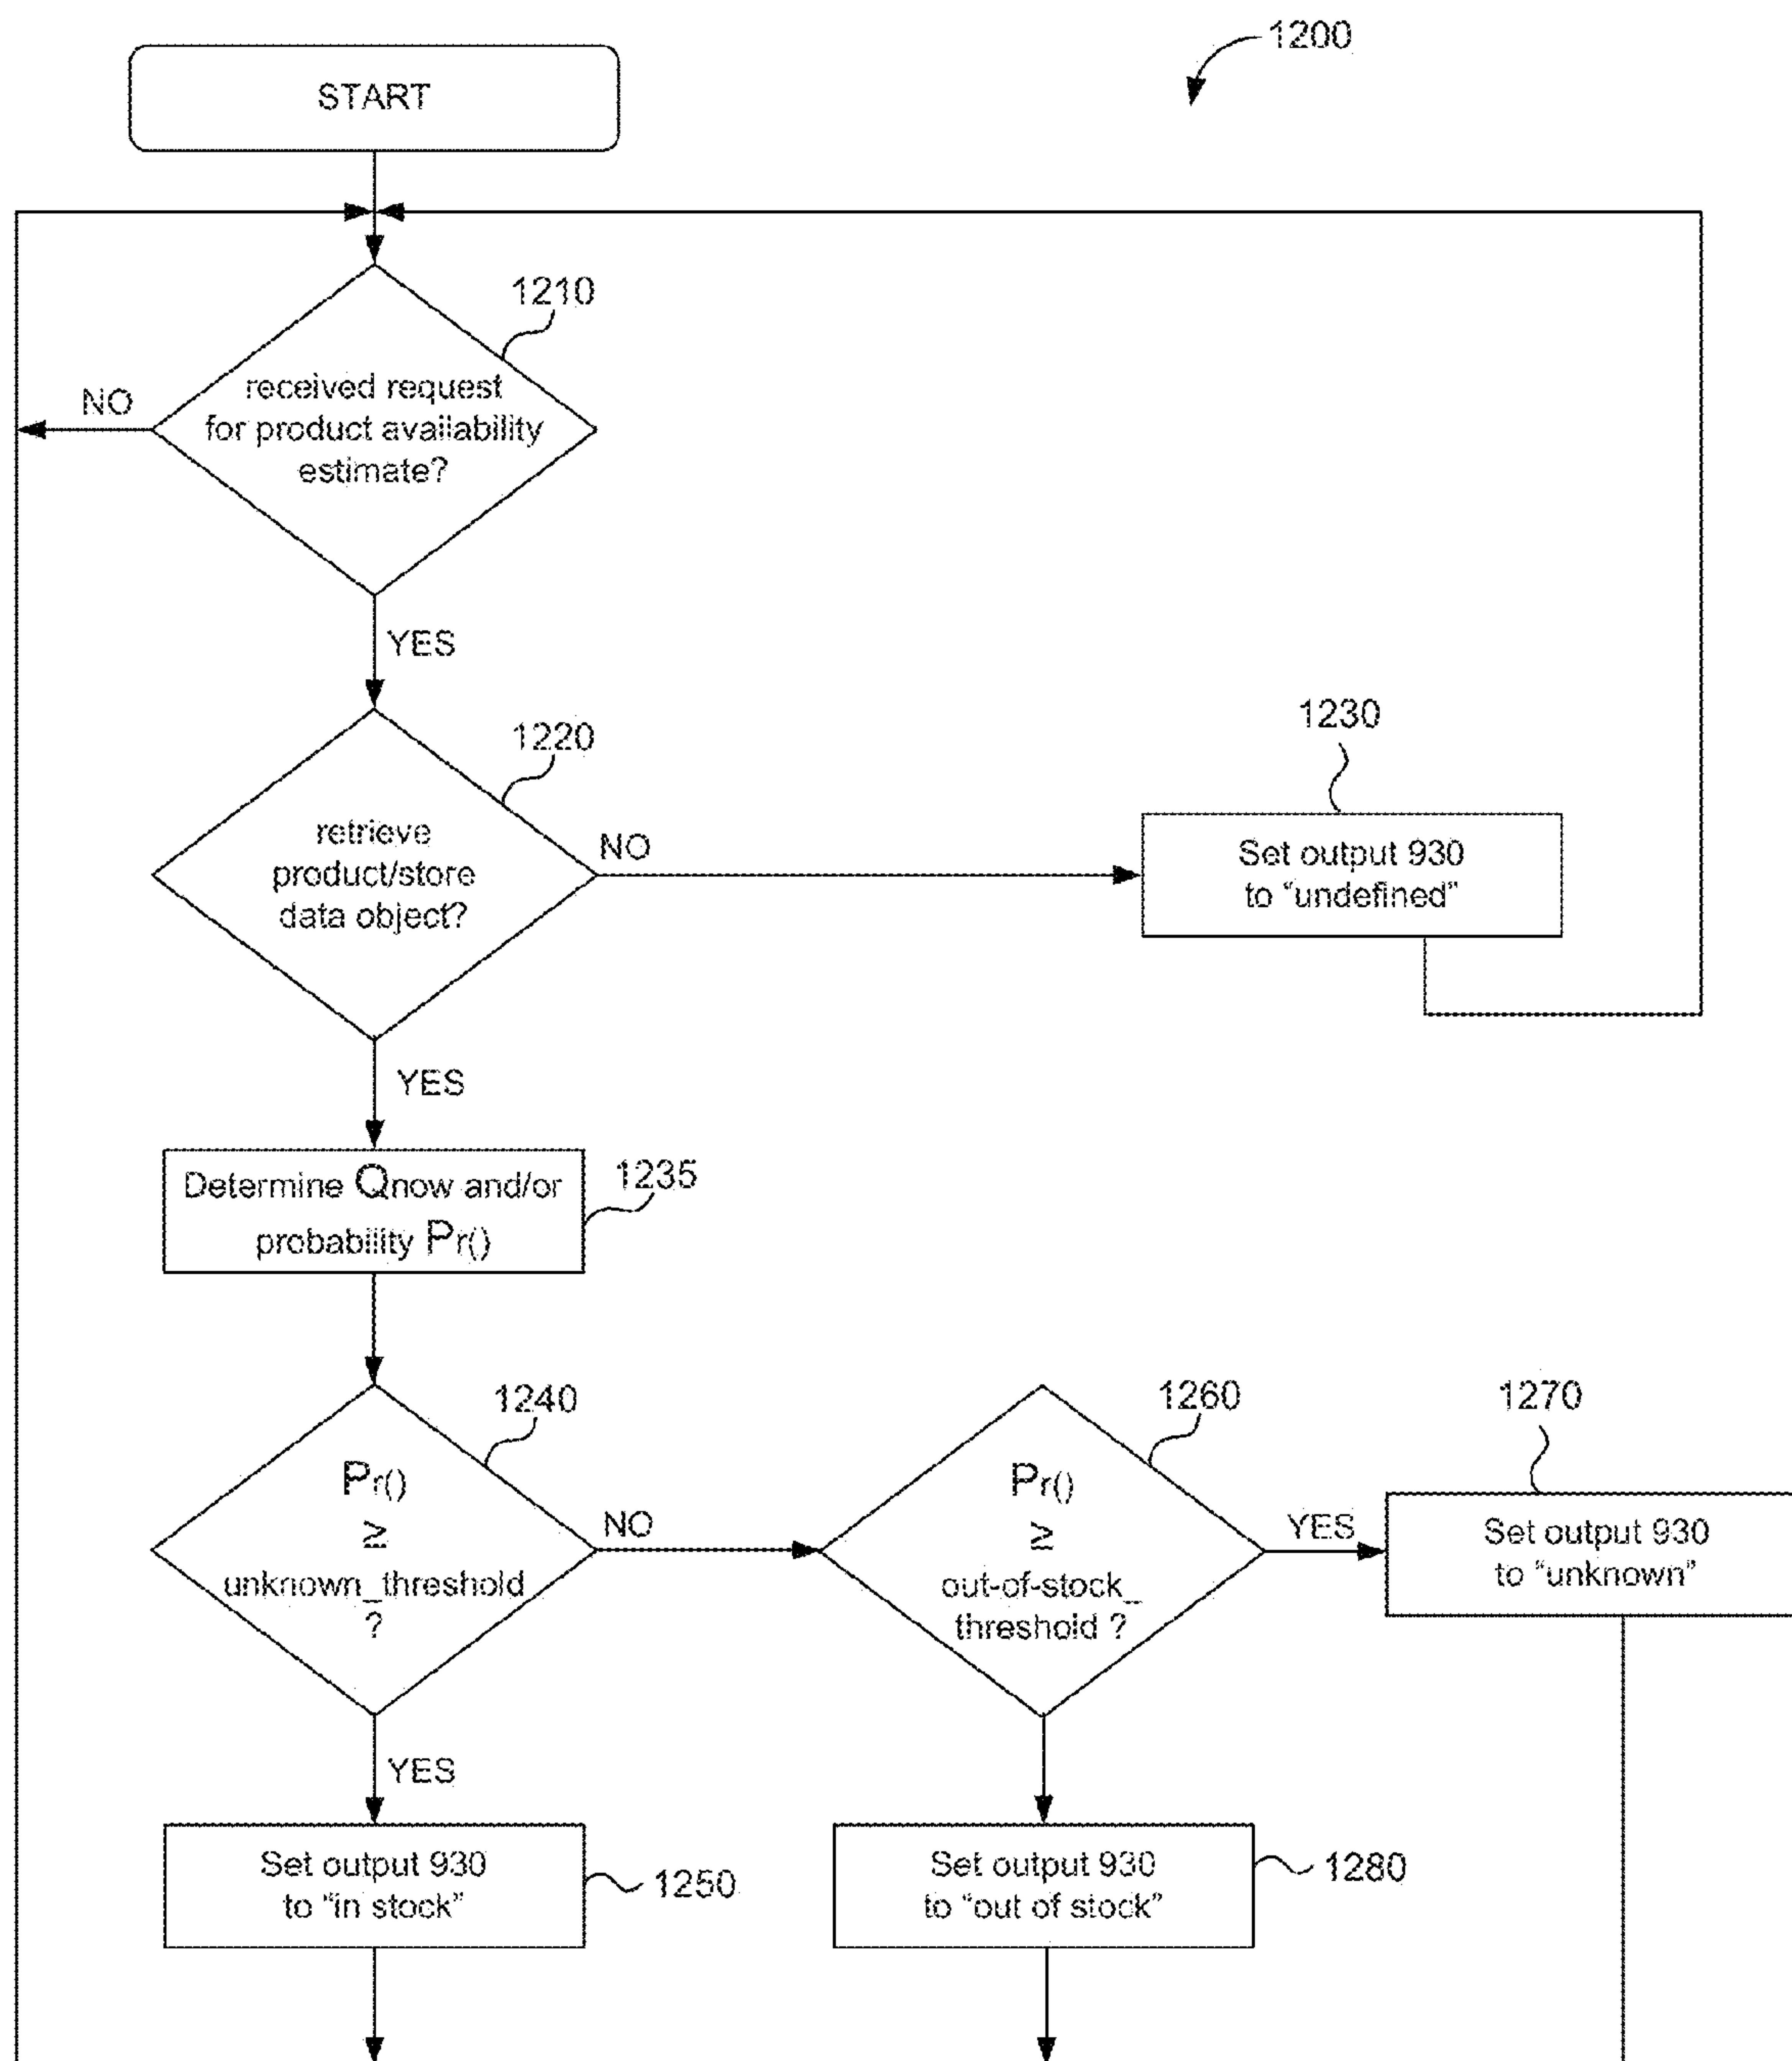 1200
START
1210
received request
for product availability
estimate?
NO
YES
1220
retrieve
product/store
data object?
NO
1230
Set output 930
to “undefined”
YES
Determine Qnow and/or
probability Pr()
1235
1240
Pr()
≥
unknown_threshold
?
NO
1260
Pr()
≥
out-of-stock_
threshold ?
YES
1270
Set output 930
to “unknown”
YES
Set output 930
to “in stock”
1250
Set output 930
to “out of stock”
1280